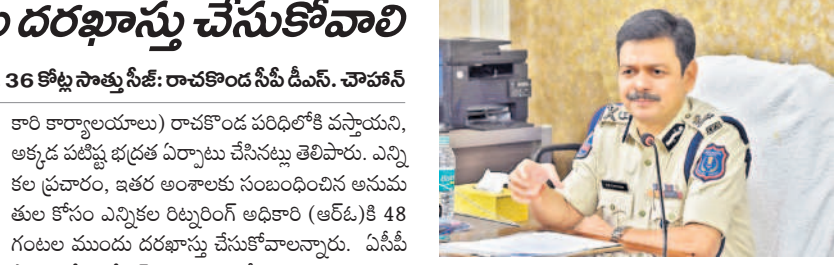 దరఖాస్తు చేసుకోవాలి
36 కోట్ల సొత్తు సీజ్: రాచకొండ సీపీ డీఎస్. చౌహాన్
కారి కార్యాలయాలు) రాచకొండ పరిధిలోకి వస్తాయని,
అక్కడ పటిష్ట భద్రత ఏర్పాటు చేసినట్లు తెలిపారు. ఎన్ని
కల ప్రచారం, ఇతర అంశాలకు సంబంధించిన అనుమ
తుల కోసం ఎన్నికల రిట్నరింగ్ అధికారి (ఆర్‌ఓ)కి 48
గంటల ముందు దరఖాస్తు చేసుకోవాలన్నారు. ఏసీపీ